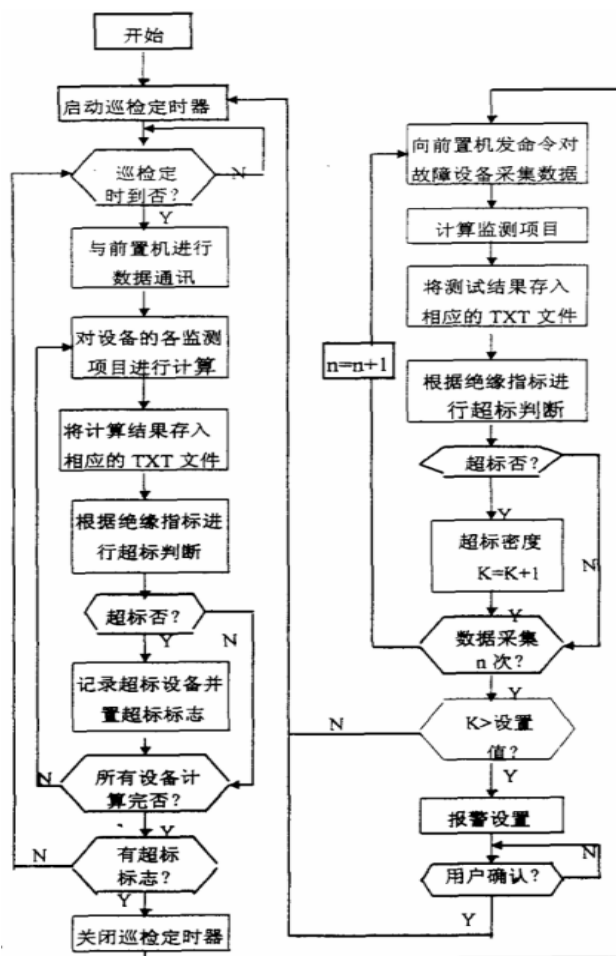 开始
启动巡检定时器
巡检定
时到否？
N
Y
与前置机进行
数据通讯
对设备的各监测
项目进行计算
将计算结果存入
相应的 TXT 文件
根据绝缘指标进
行超标判断
超标否？
N
Y
记录超标设备并
置超标标志
所有设备计
算完否？
N
Y
有超标
标志？
N
Y
关闭巡检定时器
向前置机发命令对
故障设备采集数据
计算监测项目
将测试结果存入
相应的 TXT 文件
n=n+1
根据绝缘指标进
行超标判断
超标否？
Y
N
超标密度
K=K+1
Y
数据采集
n 次？
N
Y
K>设置
值？
N
Y
报警设置
用户确认？
N
Y